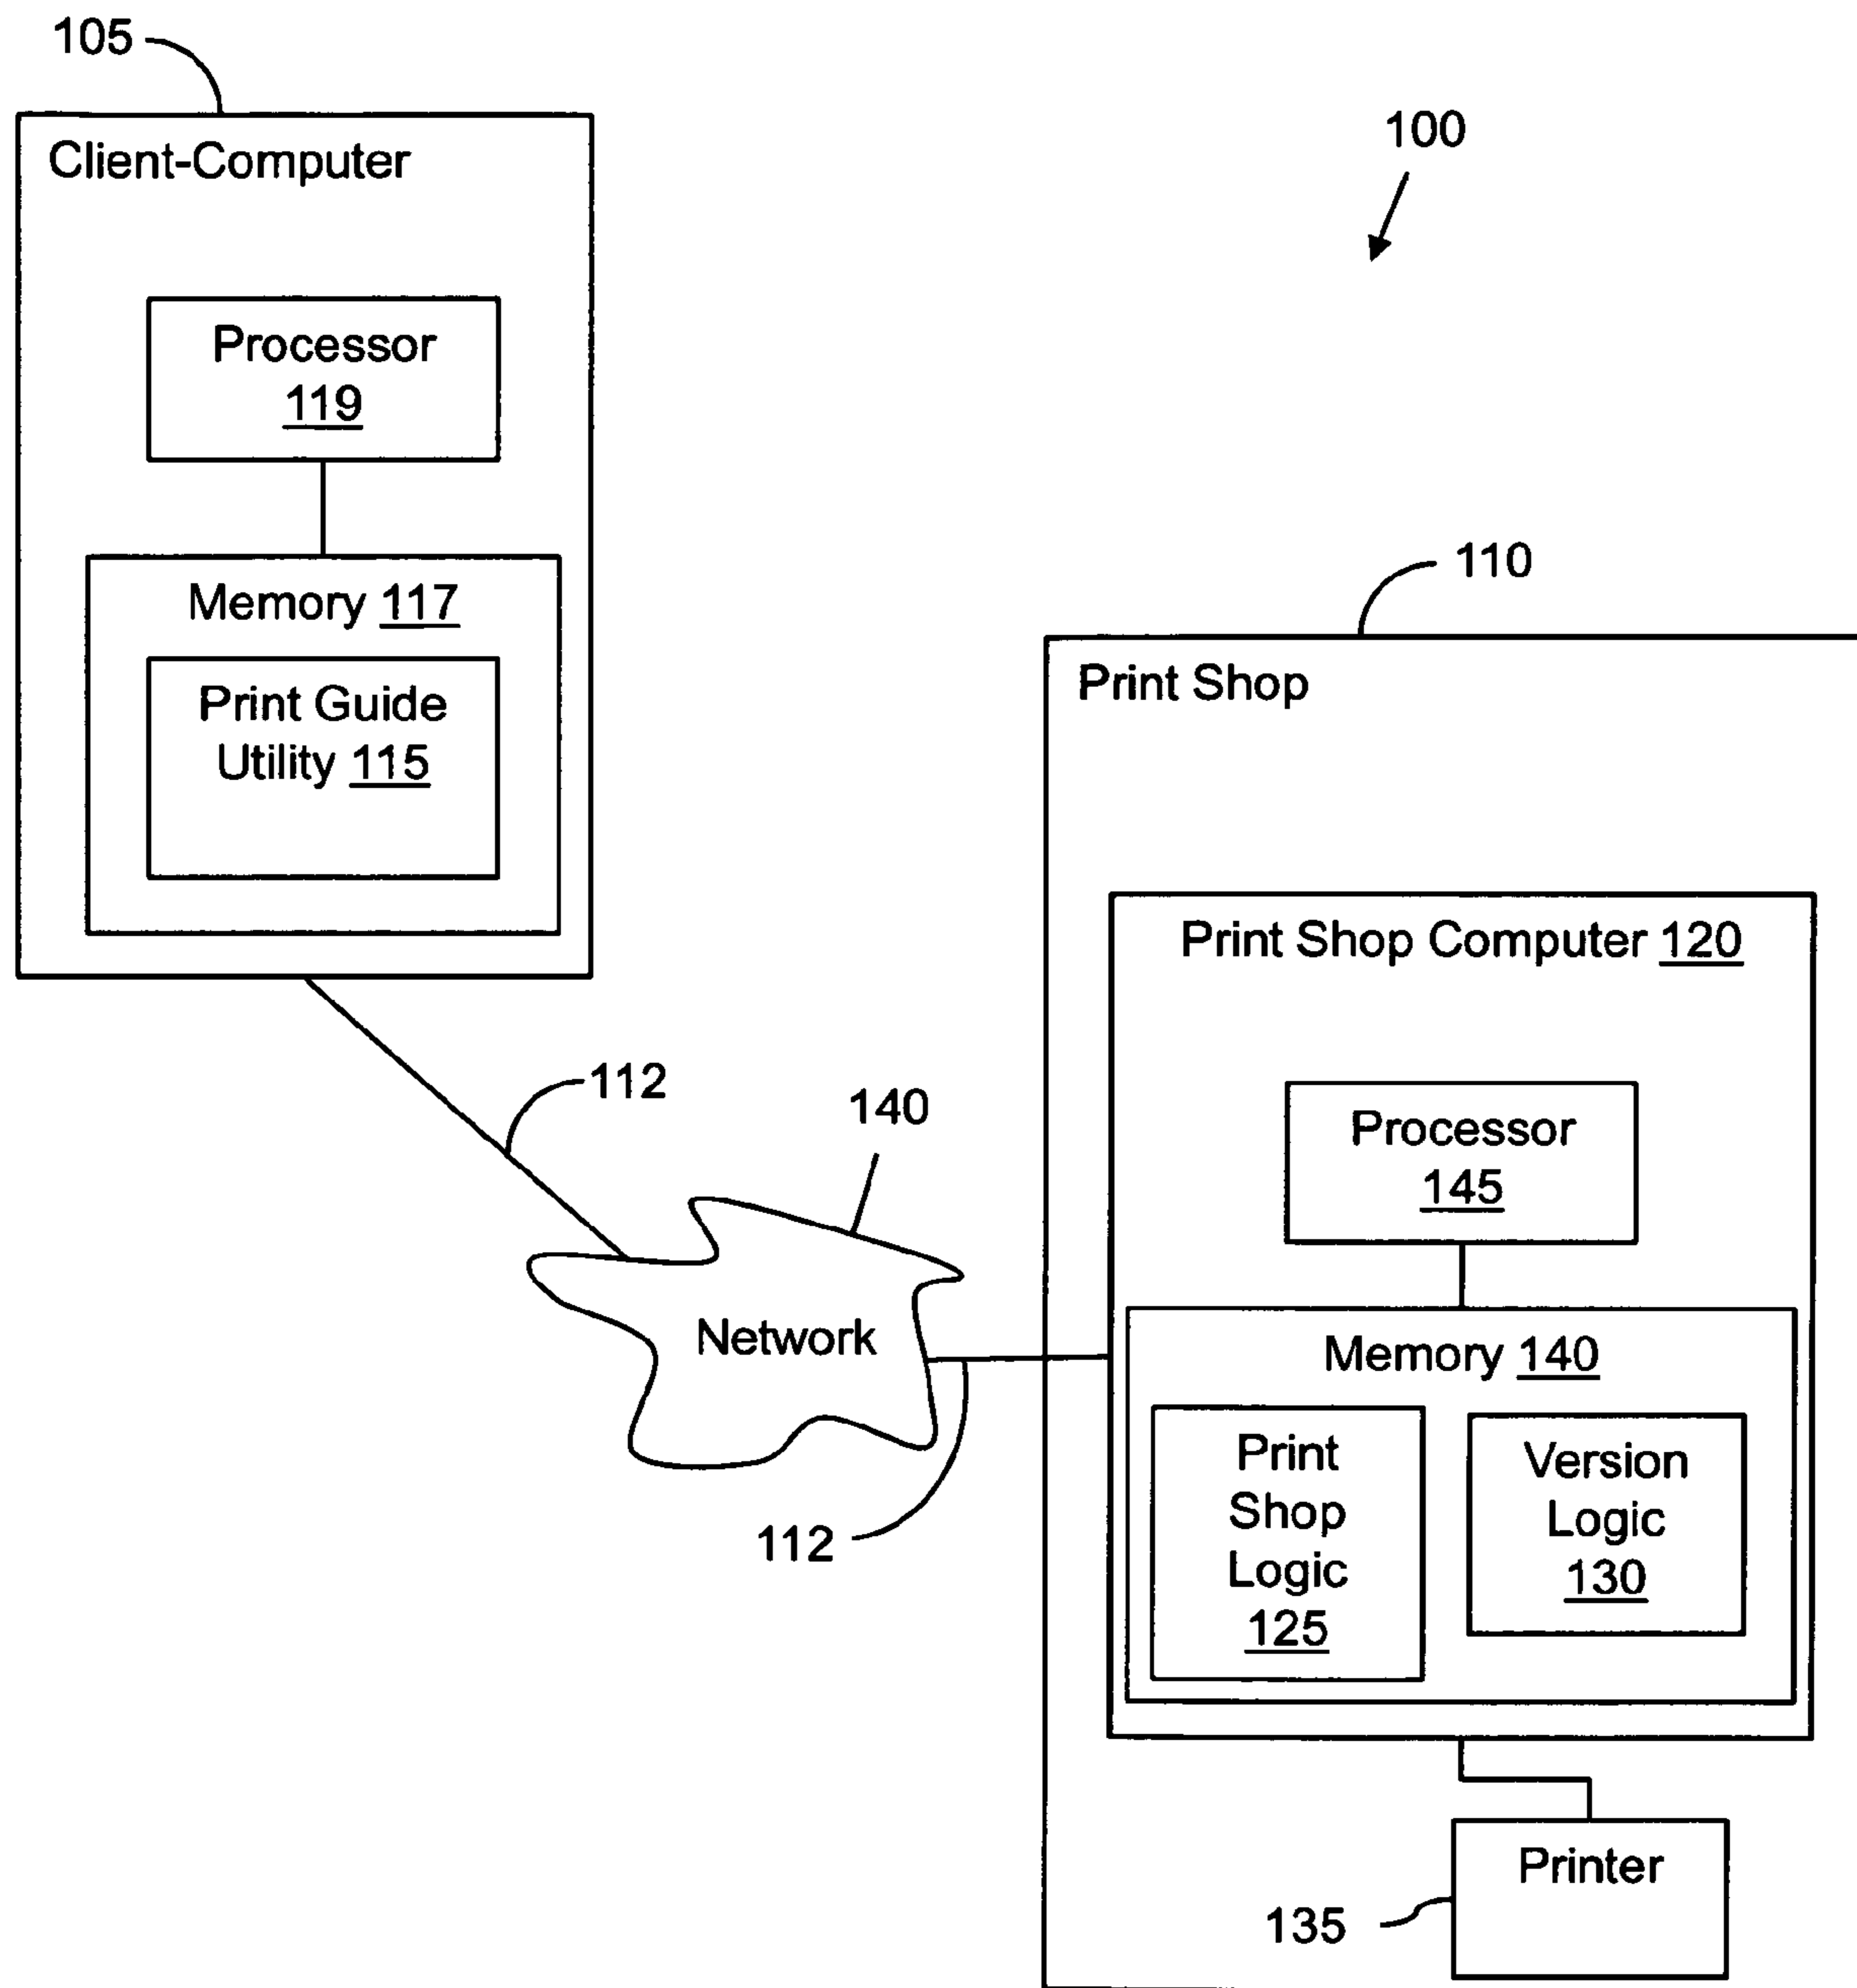 105
Client-Computer
100
Processor
119
Memory 117
Print Guide
Utility 115
110
Print Shop
Print Shop Computer 120
112
140
Processor
145
Network
Memory 140
Print
Shop
Logic
125
Version
Logic
130
112
Printer
135